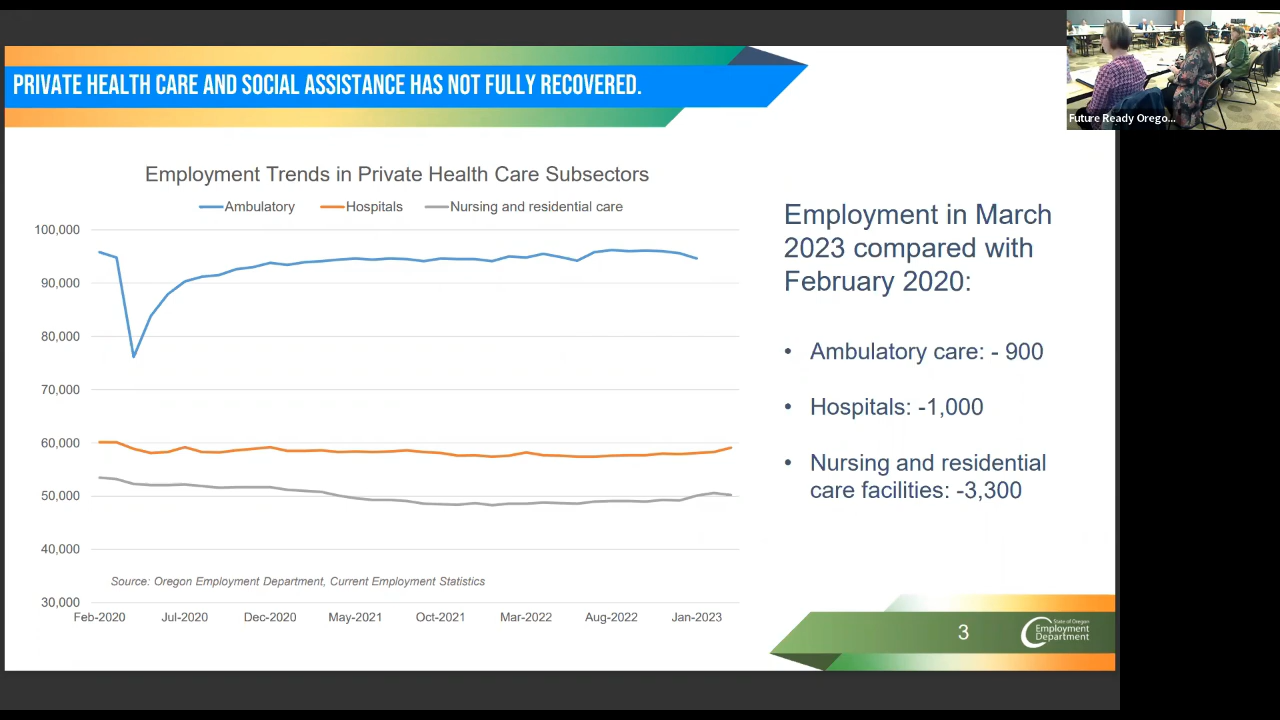 PRIVATE HEALTH CARE AND SOCIAL ASSISTANCE HAS NOT FULLY RECOVERED.
Future Ready Orego...
Employment Trends in Private Health Care Subsectors
Ambulatory Hospitals Nursing and residential care
100,000
90,000
80,000
70,000
60,000
50,000
40,000
30,000
Source: Oregon Employment Department, Current Employment Statistics
Feb-2020 Jul-2020 Dec-2020 May-2021 Oct-2021 Mar-2022 Aug-2022 Jan-2023
Employment in March
2023 compared with
February 2020:
• Ambulatory care: - 900
• Hospitals: -1,000
• Nursing and residential
care facilities: -3,300
3
State of Oregon
Employment
Department